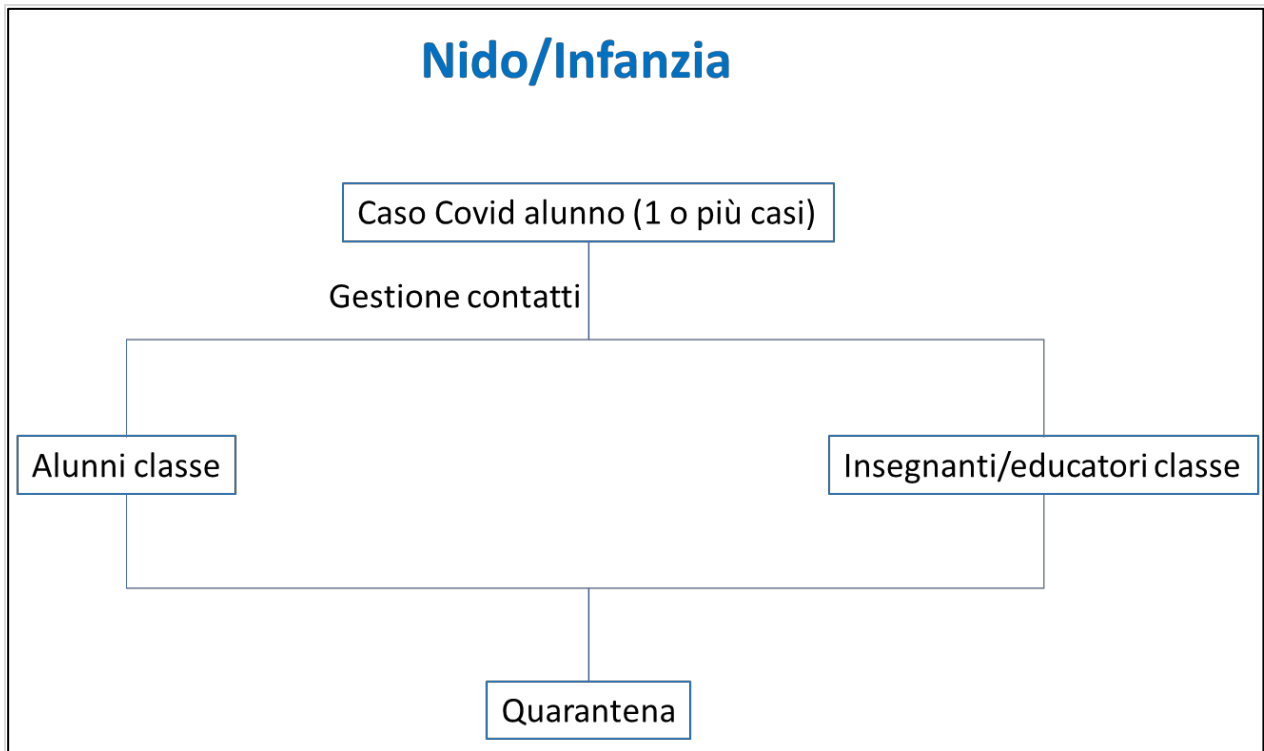 Nido/Infanzia
Caso Covid alunno (1 o più casi)
Gestione contatti
Alunni classe
Insegnanti/educatori classe
Quarantena